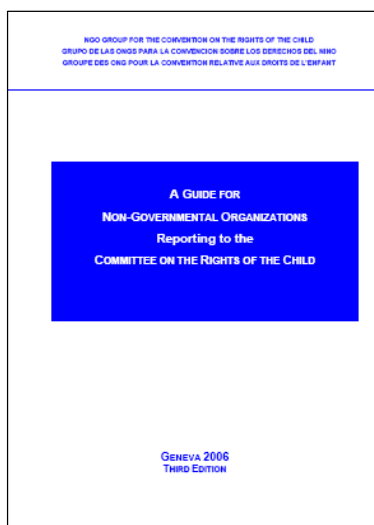 NGO GROUP FOR THE CONVENTION ON THE RIGHTS OF THE CHILD
GRUPO DE LAS ONGS PARA LA CONVENCION SOBRE LOS DERECHOS DEL NINO
GROUPE DES ONG POUR LA CONVENTION RELATIVE AUX DROITS DE L'ENFANT
A GUIDE FOR
NON-GOVERNMENTAL ORGANIZATIONS
Reporting to the
COMMITTEE ON THE RIGHTS OF THE CHILD
GENEVA 2006
THIRD EDITION